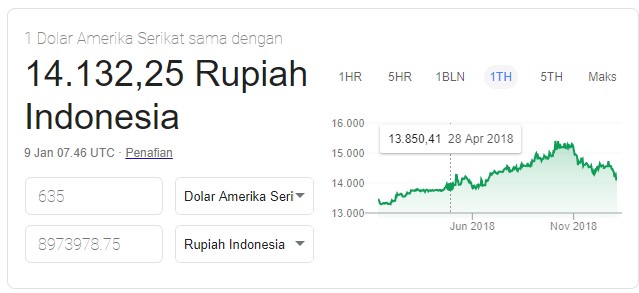 1 Dolar Amerika Serikat sama dengan
14.132,25 Rupiah
Indonesia
9 Jan 07.46 UTC · Penafian
635 Dolar Amerika Seri
8973978.75 Rupiah Indonesia
1HR 5HR 1BLN 1TH 5TH Maks
16.000
13.850,41 28 Apr 2018
15.000
14.000
13.000
Jun 2018 Nov 2018